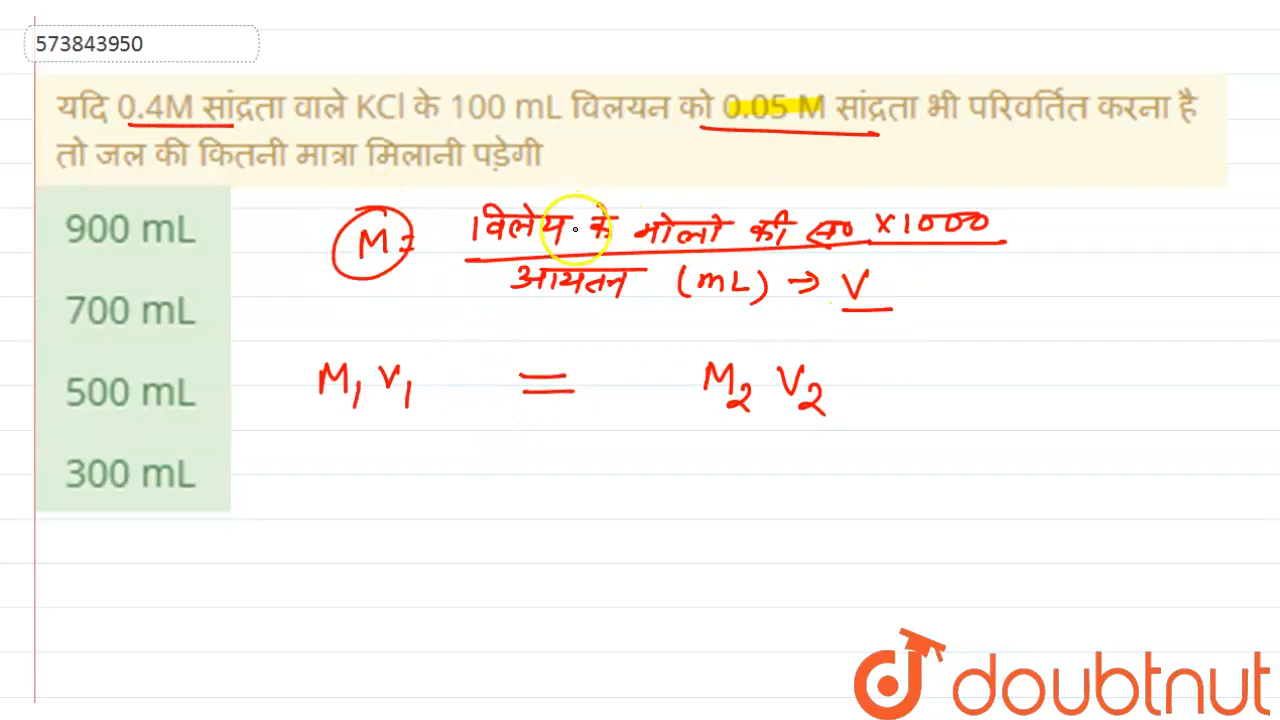 573843950
यदि 0.4M सांद्रता वाले KCl के 100 mL विलयन को 0.05 M सांद्रता भी परिवर्तित करना है
तो जल की कितनी मात्रा मिलानी पड़ेगी
900 mL
700 mL
500 mL
300 mL
M = विलेय के मोलो की ×1000
आयतन (mL) → V
M₁ V₁ = M₂ V₂
doubtnut